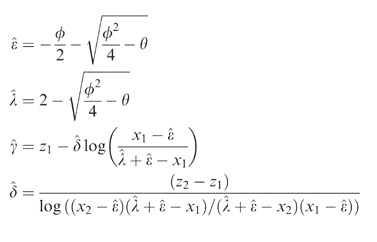 ε̂ = −ϕ/2 − √(ϕ²/4 − θ)
λ̂ = 2 − √(ϕ²/4 − θ)
γ̂ = z₁ − δ̂ log((x₁ − ε̂)/(λ̂ + ε̂ − x₁))
δ̂ = (z₂ − z₁)/log ((x₂ − ε̂)(λ̂ + ε̂ − x₁)/(λ̂ + ε̂ − x₂)(x₁ − ε̂))